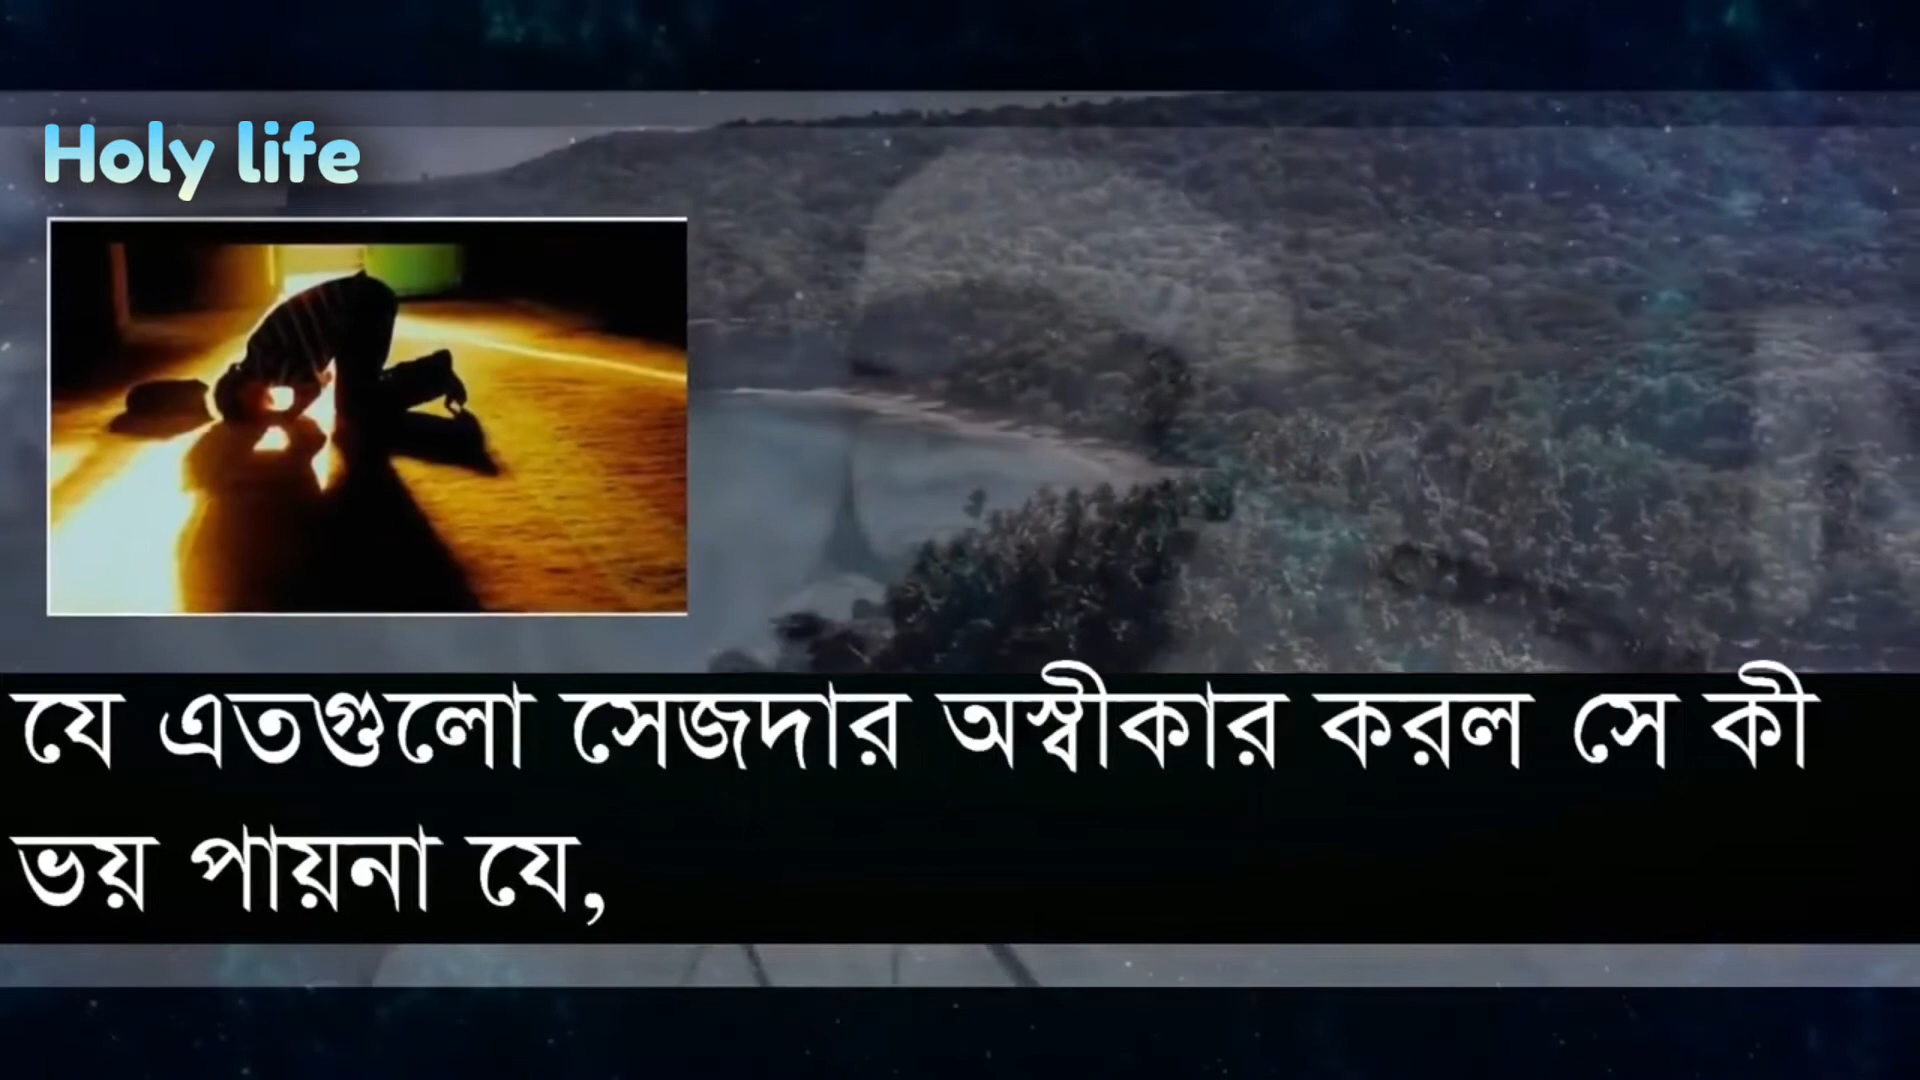 Holy life
যে এতগুলো সেজদার অস্বীকার করল সে কী
ভয় পায়না যে,